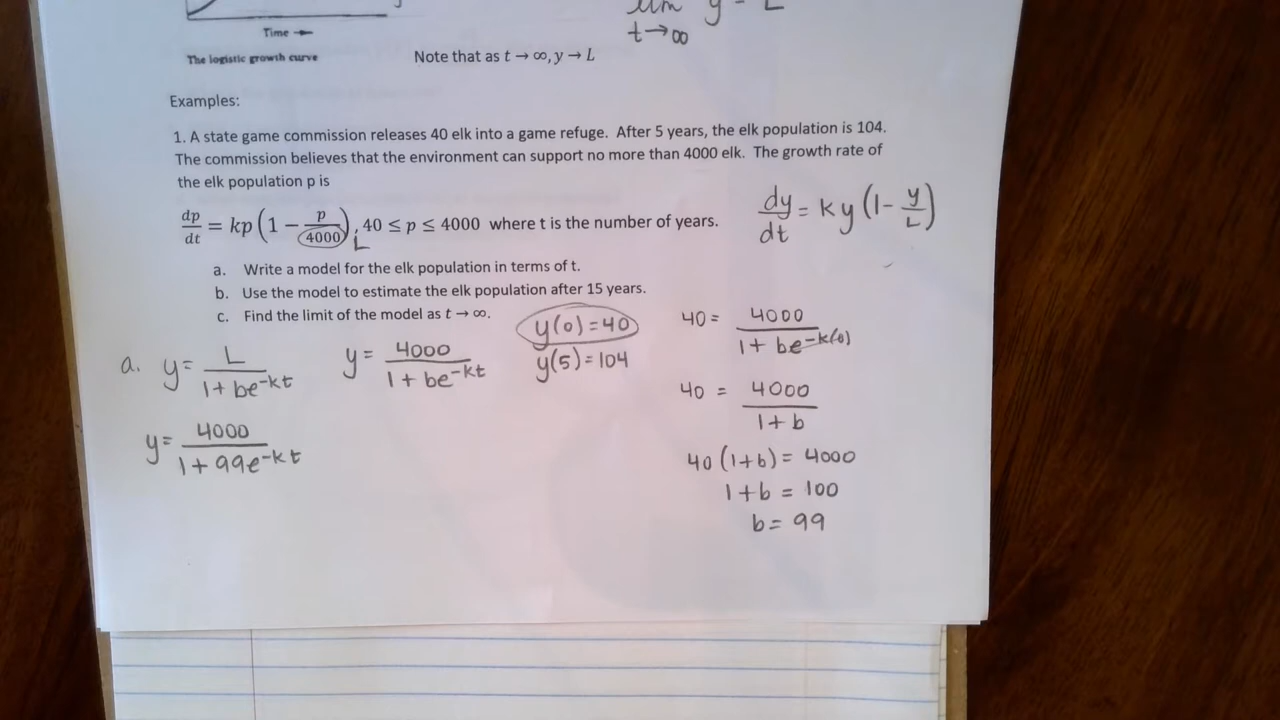 lim y = L
t→∞
Time →
The logistic growth curve
Note that as t → ∞, y → L
Examples:
1. A state game commission releases 40 elk into a game refuge. After 5 years, the elk population is 104.
The commission believes that the environment can support no more than 4000 elk. The growth rate of
the elk population p is
dp/dt = kp(1 − p/4000), 40 ≤ p ≤ 4000 where t is the number of years.
L
dy/dt = ky(1 - y/L)
a. Write a model for the elk population in terms of t.
b. Use the model to estimate the elk population after 15 years.
c. Find the limit of the model as t → ∞.
a. y = L/(1 + be^-kt)
y = 4000/(1 + be^-kt)
y(0) = 40
y(5) = 104
y = 4000/(1 + 99e^-kt)
40 = 4000/(1 + be^-k(0))
40 = 4000/(1 + b)
40(1+b) = 4000
1 + b = 100
b = 99